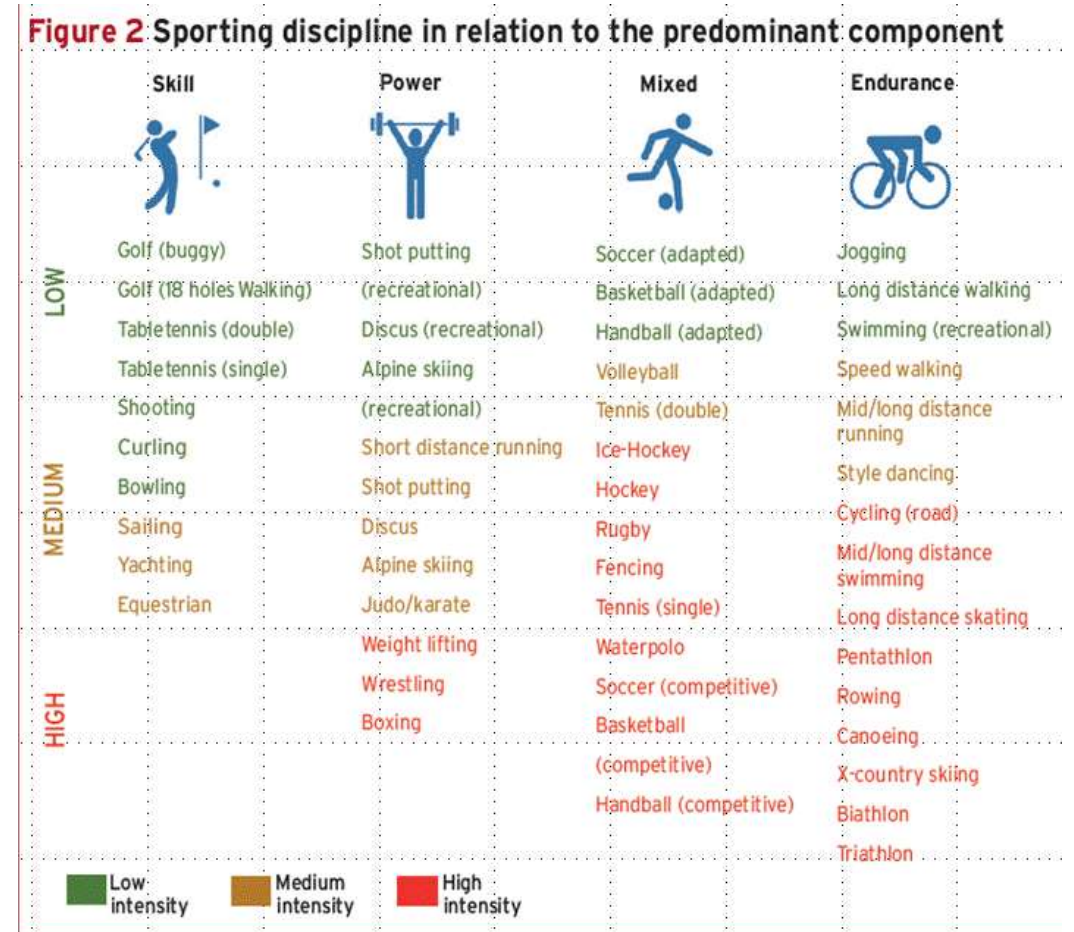 Figure 2 Sporting discipline in relation to the predominant component
Skill
Power
Mixed
Endurance
LOW
MEDIUM
HIGH
Golf (buggy)
Golf (18 holes Walking)
Tabletennis (double)
Tabletennis (single)
Shooting
Curling
Bowling
Sailing
Yachting
Equestrian
Shot putting
(recreational)
Discus (recreational)
Alpine skiing
(recreational)
Short distance running
Shot putting
Discus
Alpine skiing
Judo/karate
Weight lifting
Wrestling
Boxing
Soccer (adapted)
Basketball (adapted)
Handball (adapted)
Volleyball
Tennis (double)
Ice-Hockey
Hockey
Rugby
Fencing
Tennis (single)
Waterpolo
Soccer (competitive)
Basketball
(competitive)
Handball (competitive)
Jogging
Long distance walking
Swimming (recreational)
Speed walking
Mid/long distance
running
Style dancing
Cycling (road)
Mid/long distance
swimming
Long distance skating
Pentathlon
Rowing
Canoeing
X-country skiing
Biathlon
Triathlon
Low
intensity
Medium
intensity
High
intensity